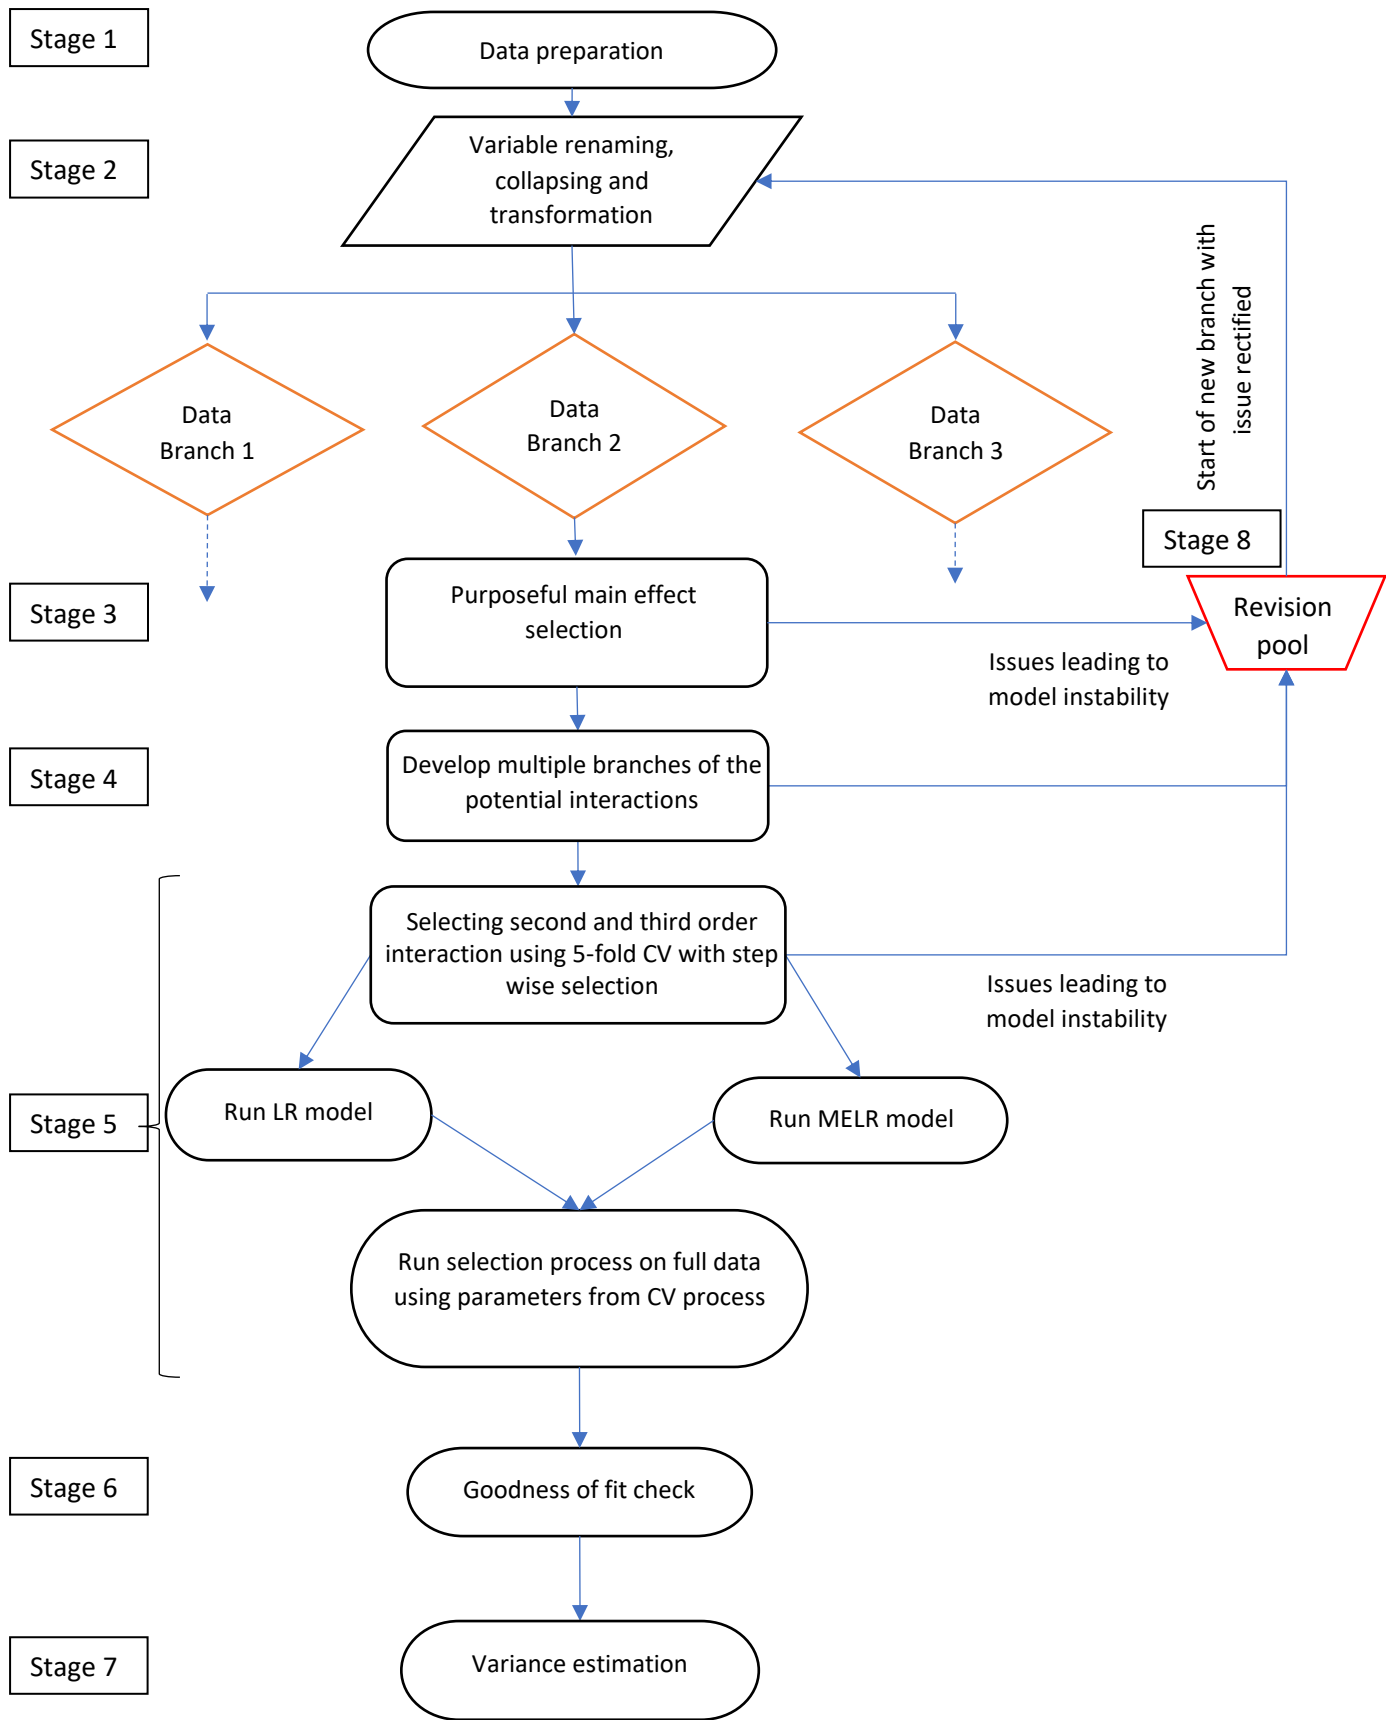 Stage 1
Data preparation
Stage 2
Variable renaming,
collapsing and
transformation
Start of new branch with
issue rectified
Data
Branch 1
Data
Branch 2
Data
Branch 3
Stage 8
Stage 3
Purposeful main effect
selection
Revision
pool
Issues leading to
model instability
Stage 4
Develop multiple branches of the
potential interactions
Selecting second and third order
interaction using 5-fold CV with step
wise selection
Issues leading to
model instability
Stage 5
Run LR model
Run MELR model
Run selection process on full data
using parameters from CV process
Stage 6
Goodness of fit check
Stage 7
Variance estimation